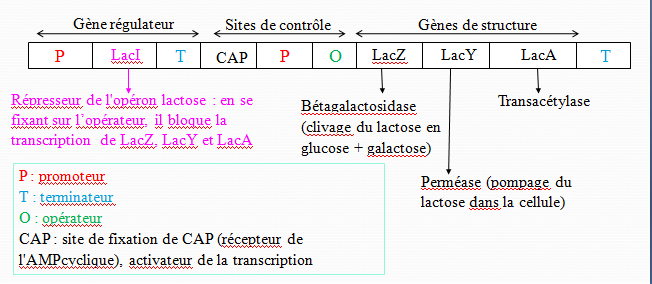 Gène régulateur
Sites de contrôle
Gènes de structure
P LacI T CAP P O LacZ LacY LacA T
Répresseur de l'opéron lactose : en se
fixant sur l'opérateur, il bloque la
transcription de LacZ, LacY et LacA
Bétagalactosidase
(clivage du lactose en
glucose + galactose)
Transacétylase
Perméase (pompage du
lactose dans la cellule)
P : promoteur
T : terminateur
O : opérateur
CAP : site de fixation de CAP (récepteur de
l'AMPcyclique), activateur de la transcription